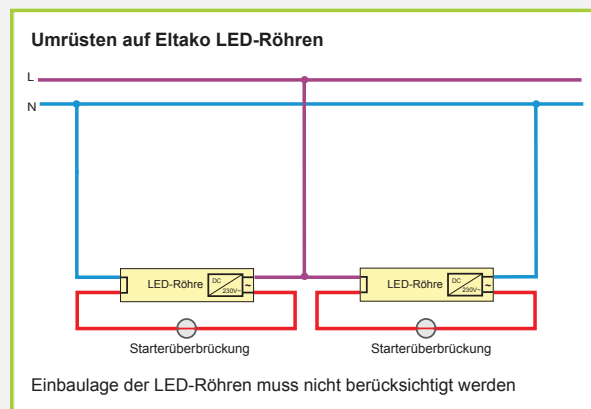 Umrüsten auf Eltako LED-Röhren
L
N
LED-Röhre DC 230V~ ~
LED-Röhre DC 230V~ ~
Starterüberbrückung
Starterüberbrückung
Einbaulage der LED-Röhren muss nicht berücksichtigt werden